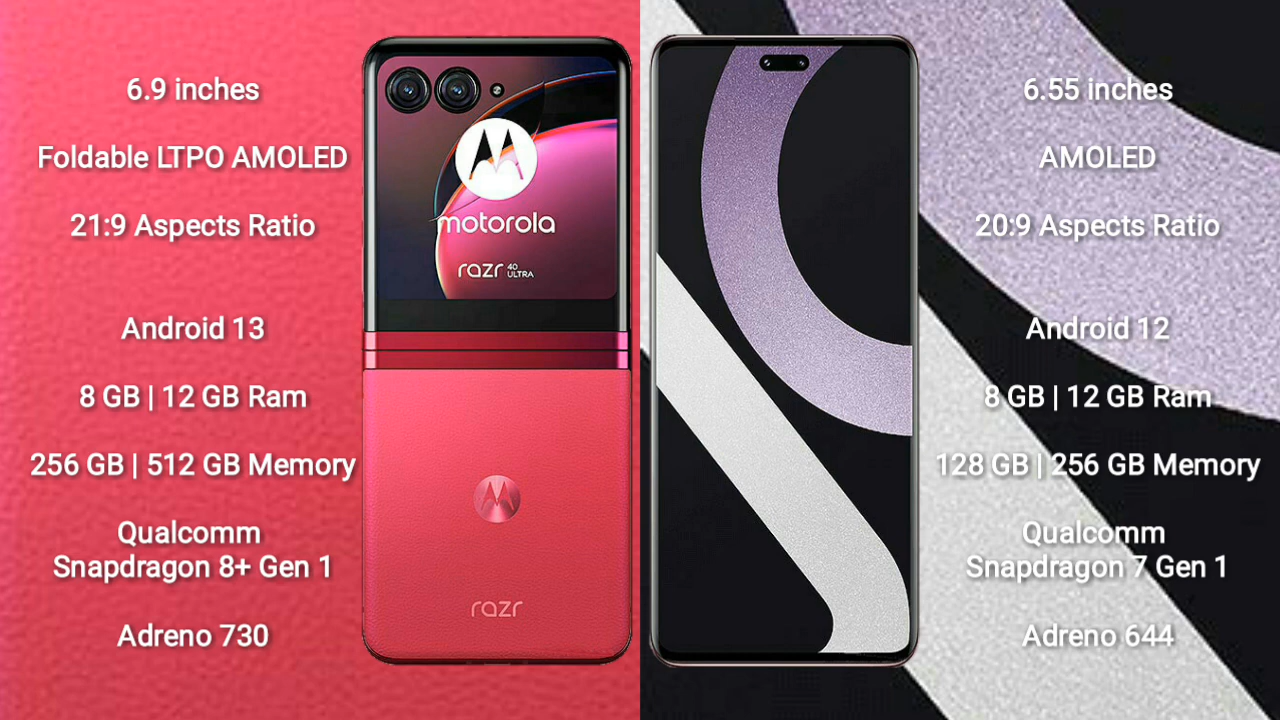 6.9 inches
Foldable LTPO AMOLED
21:9 Aspects Ratio
Android 13
8 GB | 12 GB Ram
256 GB | 512 GB Memory
Qualcomm
Snapdragon 8+ Gen 1
Adreno 730
motorola
razr 40 ULTRA
razr
6.55 inches
AMOLED
20:9 Aspects Ratio
Android 12
8 GB | 12 GB Ram
128 GB | 256 GB Memory
Qualcomm
Snapdragon 7 Gen 1
Adreno 644